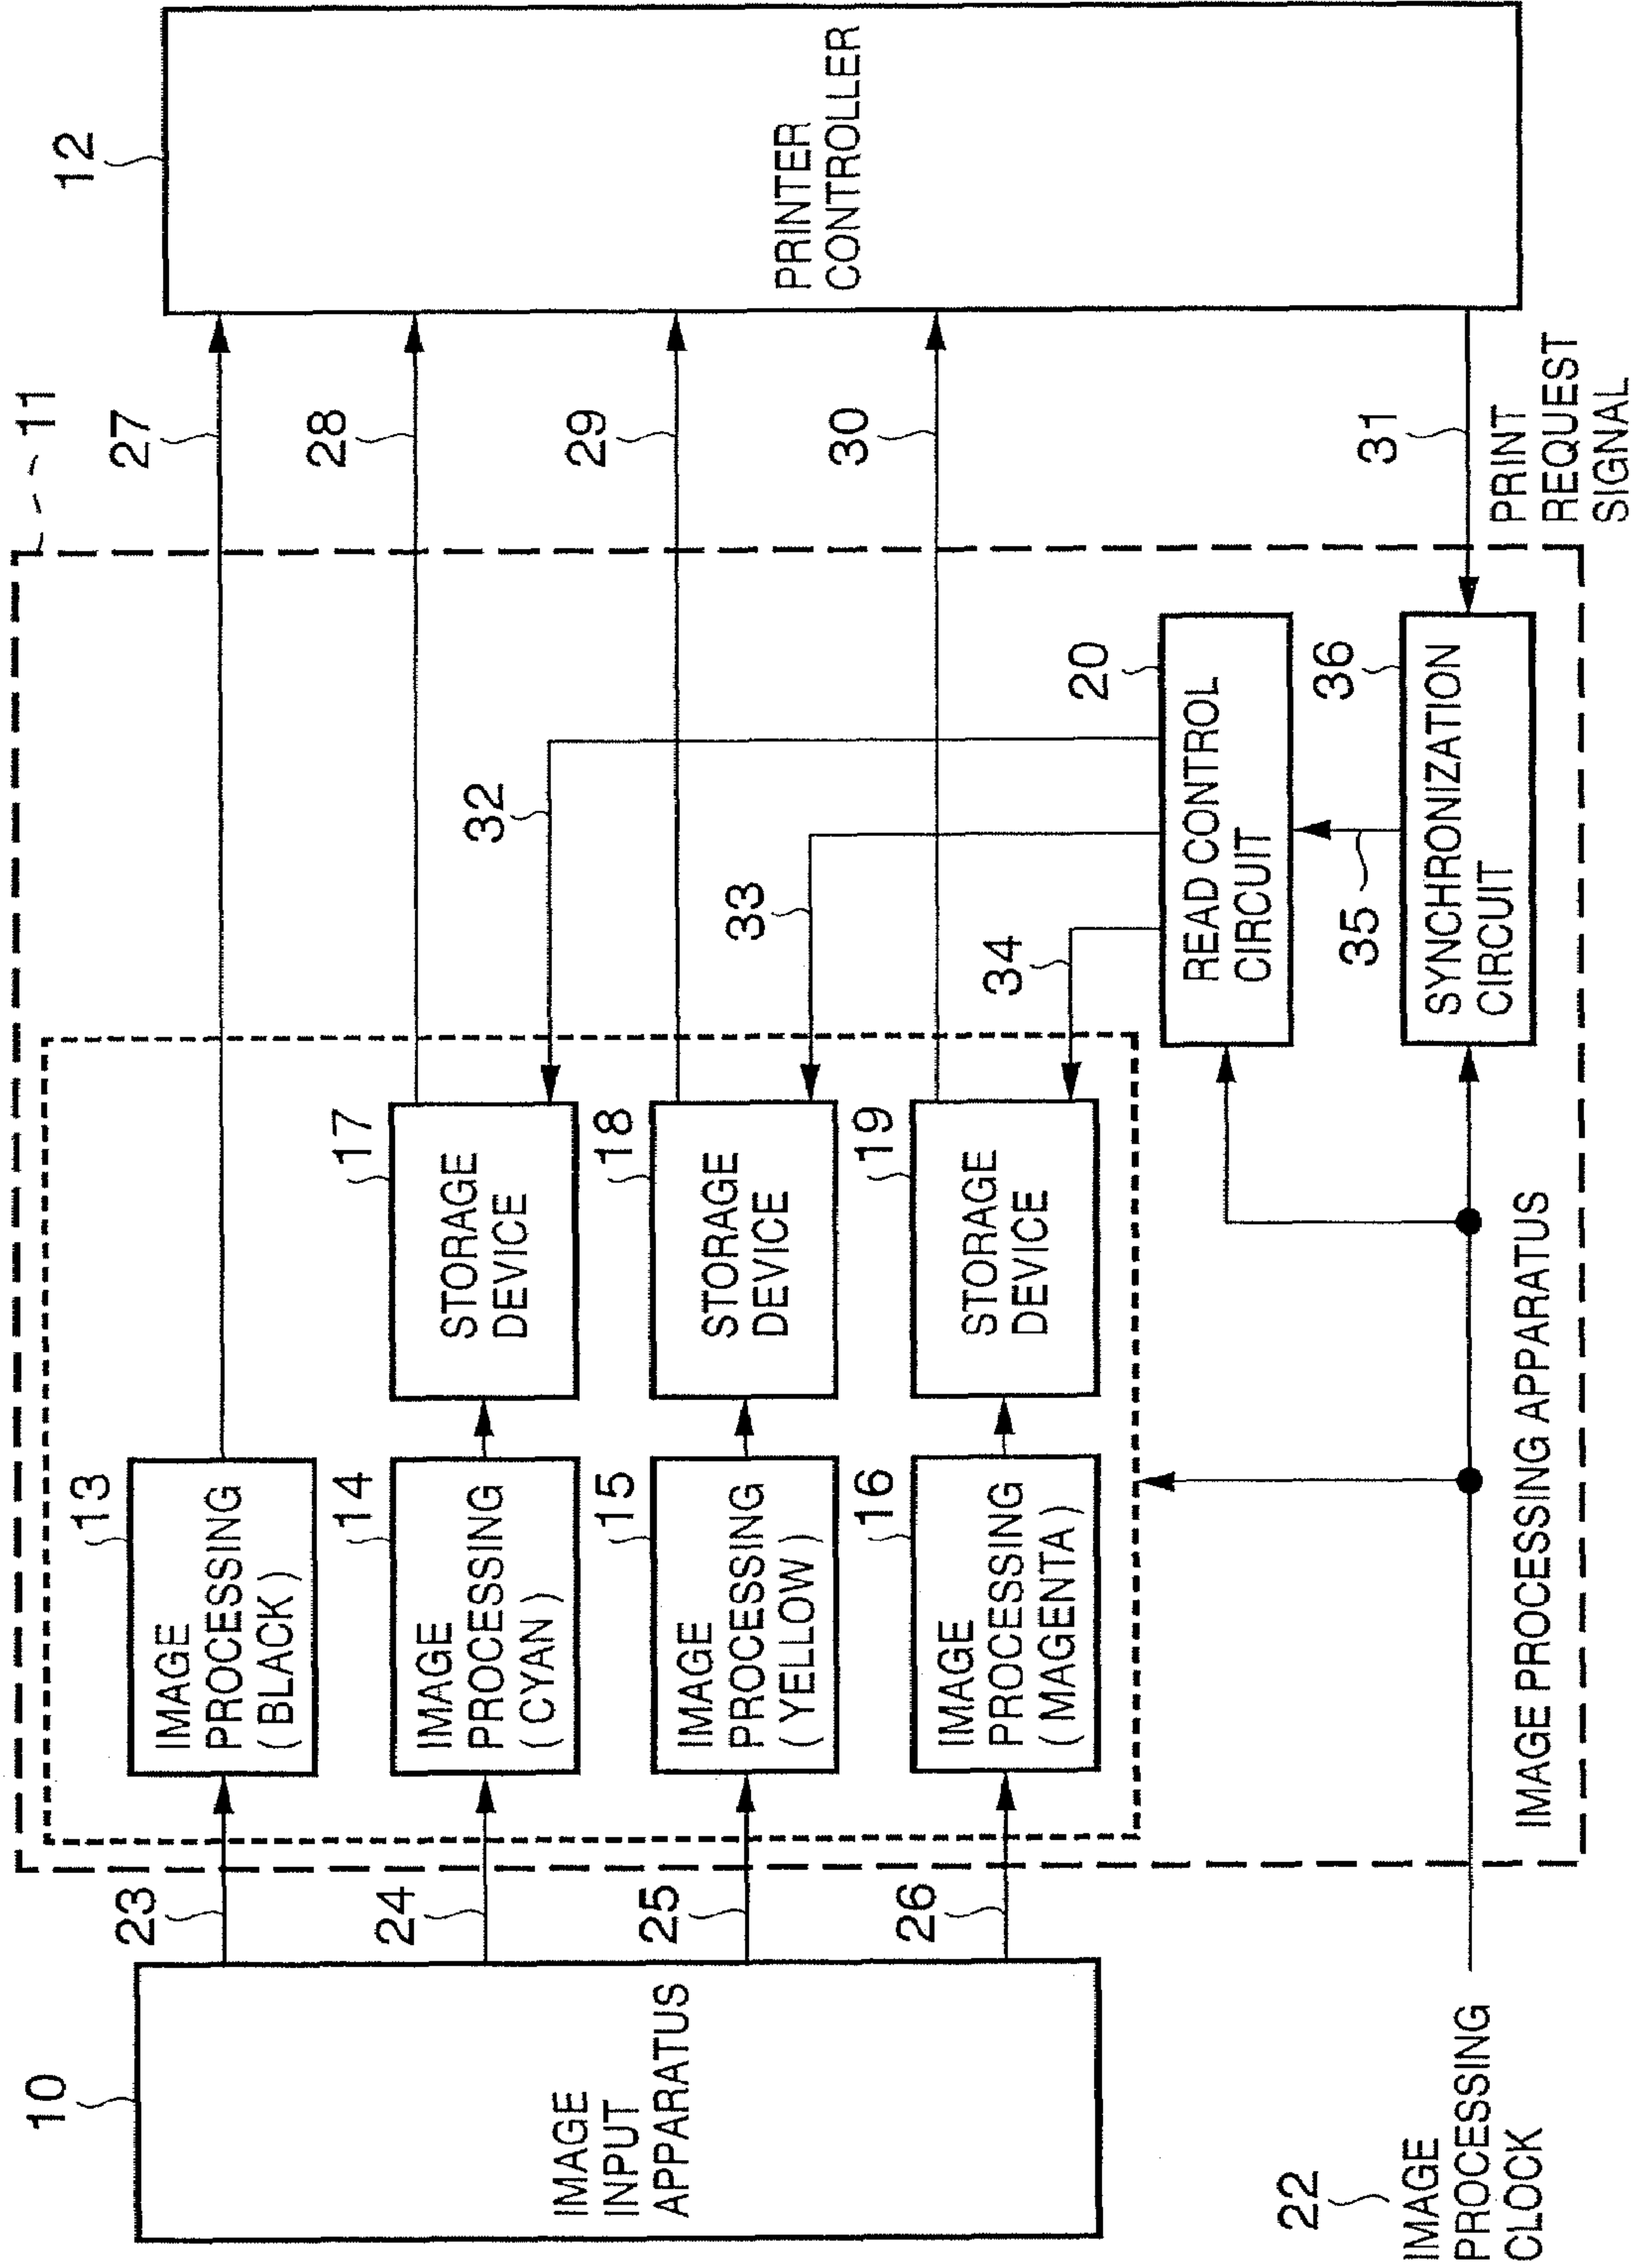 11
10
IMAGE
INPUT
APPARATUS
23
24
25
26
13
IMAGE
PROCESSING
(BLACK)
14
IMAGE
PROCESSING
(CYAN)
15
IMAGE
PROCESSING
(YELLOW)
16
IMAGE
PROCESSING
(MAGENTA)
17
STORAGE
DEVICE
18
STORAGE
DEVICE
19
STORAGE
DEVICE
32
33
34
20
READ CONTROL
CIRCUIT
35
36
SYNCHRONIZATION
CIRCUIT
27
28
29
30
31
PRINT
REQUEST
SIGNAL
12
PRINTER
CONTROLLER
IMAGE PROCESSING APPARATUS
22
IMAGE
PROCESSING
CLOCK